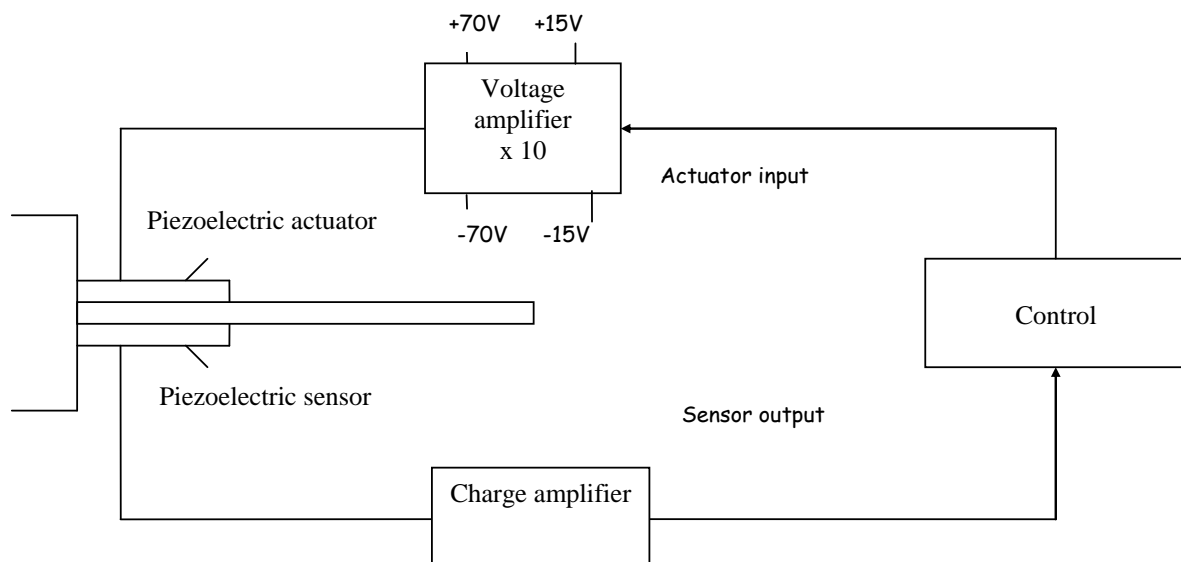 +70V +15V
Voltage
amplifier
x 10
Actuator input
-70V -15V
Piezoelectric actuator
Control
Piezoelectric sensor
Sensor output
Charge amplifier